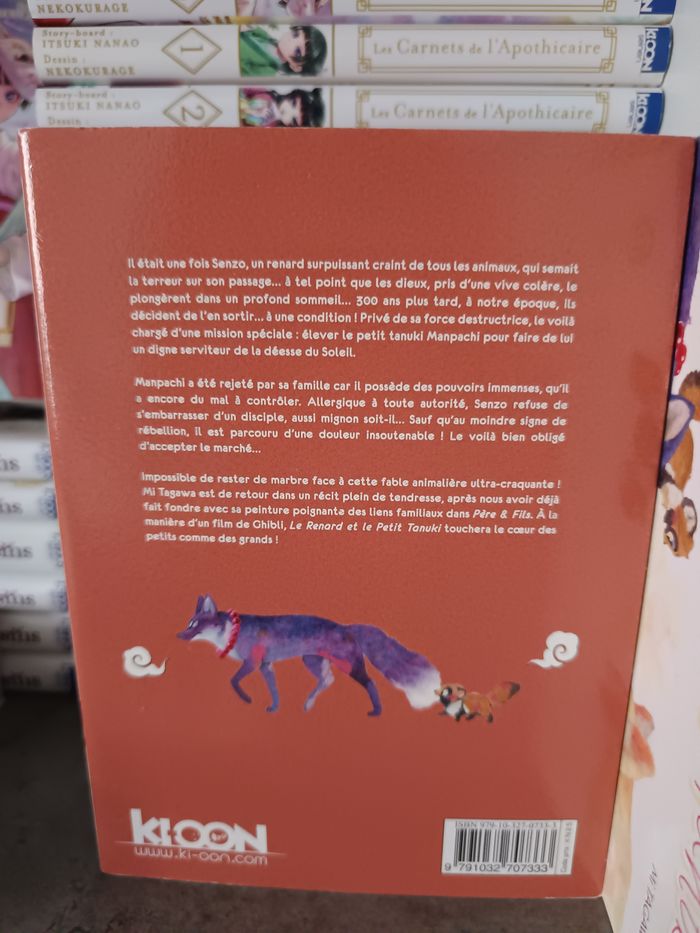 NEKOKURAGE
KI-OON
Story-board :
ITSUKI NANAO
Dessin :
NEKOKURAGE
1
Les Carnets de l'Apothicaire
KI-OON
Story-board :
ITSUKI NANAO
Dessin :
2
Les Carnets de l'Apothicaire
KI-OON
Il était une fois Senzo, un renard surpuissant craint de tous les animaux, qui semait
la terreur sur son passage... à tel point que les dieux, pris d'une vive colère, le
plongèrent dans un profond sommeil... 300 ans plus tard, à notre époque, ils
décident de l'en sortir... à une condition ! Privé de sa force destructrice, le voilà
chargé d'une mission spéciale : élever le petit tanuki Manpachi pour faire de lui
un digne serviteur de la déesse du Soleil.
Manpachi a été rejeté par sa famille car il possède des pouvoirs immenses, qu'il
a encore du mal à contrôler. Allergique à toute autorité, Senzo refuse de
s'embarrasser d'un disciple, aussi mignon soit-il... Sauf qu'au moindre signe de
rébellion, il est parcouru d'une douleur insoutenable ! Le voilà bien obligé
d'accepter le marché...
Impossible de rester de marbre face à cette fable animalière ultra-craquante !
Mi Tagawa est de retour dans un récit plein de tendresse, après nous avoir déjà
fait fondre avec sa peinture poignante des liens familiaux dans Père & Fils. À la
manière d'un film de Ghibli, Le Renard et le Petit Tanuki touchera le cœur des
petits comme des grands !
KI-OON
www.ki-oon.com
ISBN 979-10-327-0733-3
9 791032 707333